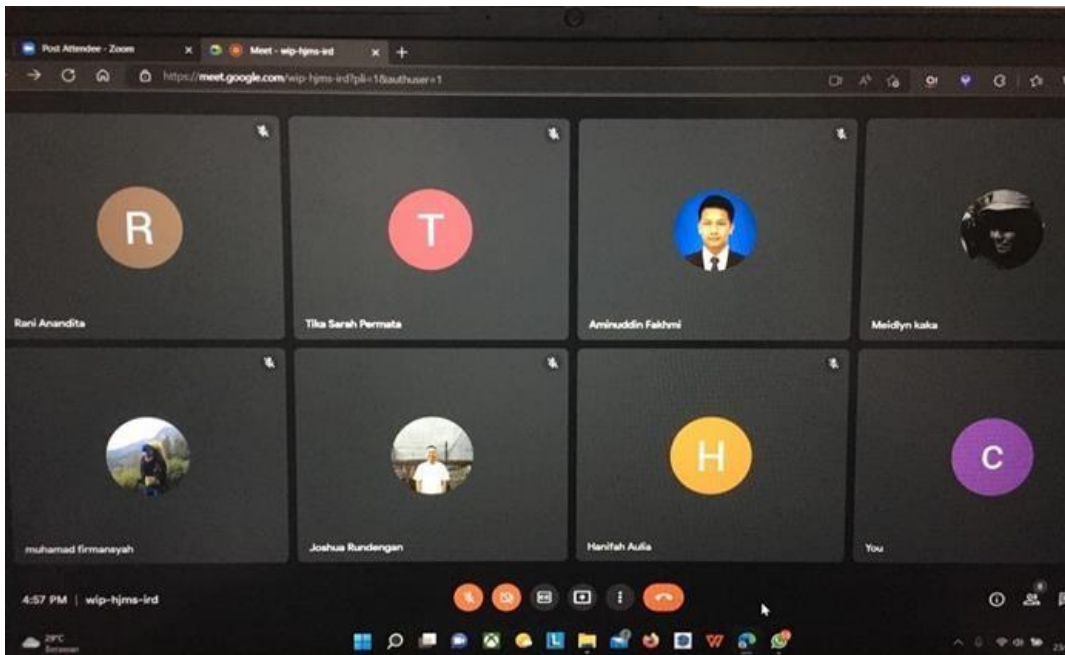 Post Attendee - Zoom
Meet - wip-hjms-ird
https://meet.google.com/wip-hjms-ird?pli=1&authuser=1
R
T
Rani Anandita
Tika Sarah Permata
Aminuddin Fakhmi
Meidlyn kaka
H
C
muhamad firmansyah
Joshua Rundengan
Hanifah Aulia
You
4:57 PM | wip-hjms-ird
8
29°C
Berawan